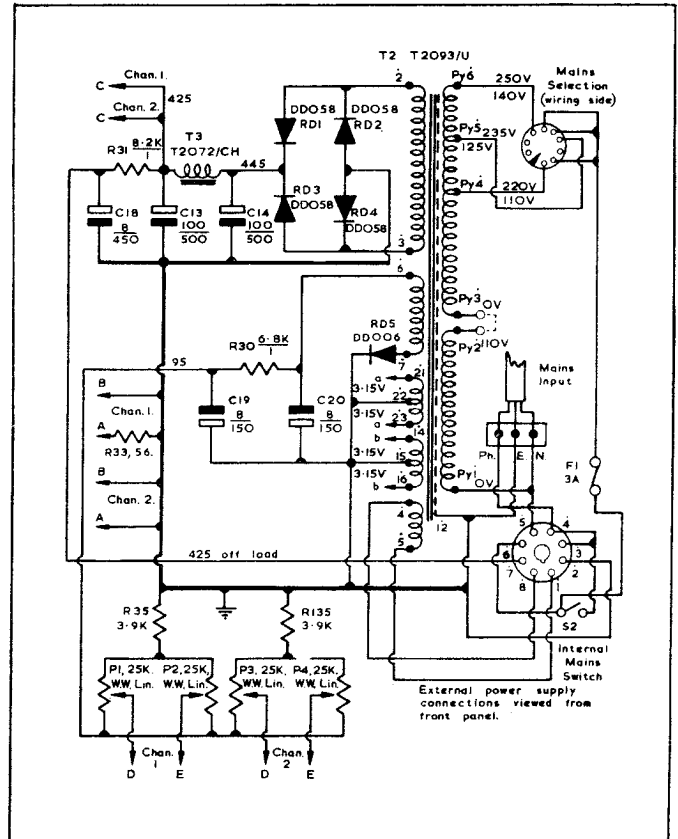 T2 T2093/U
Chan. 1.
C
425
Chan. 2.
C
2
Py6
250V
140V
Mains
Selection
(wiring side)
DD058
RD1
DD058
RD2
R31 8·2K
1
T3
T2072/CH
445
Py5
235V
125V
RD3
DD058
RD4
DD058
Py4
220V
110V
C18
8
450
C13
100
500
C14
100
500
3
6
Py3
0V
110V
Py2
RD5
DD006
R30 6·8K
1
95
7
21
a
3·15V
22
3·15V
23
a
14
b
3·15V
15
3·15V
16
b
4
5
Mains
Input
B
Chan. 1.
A
R33, 56.
B
Chan. 2.
A
C19
8
150
C20
8
150
Ph. E. N
F1
3A
Py1
0V
12
5
4
6
3
7
2
8
1
425 off load
S2
Internal
Mains
Switch
R35
3·9K
R135
3·9K
P1, 25K.
W.W. Lin.
P2, 25K,
W.W. Lin.
P3, 25K,
W.W. Lin.
P4, 25K,
W.W. Lin.
External power supply
connections viewed from
front panel.
Chan.
1
D
E
Chan.
2
D
E